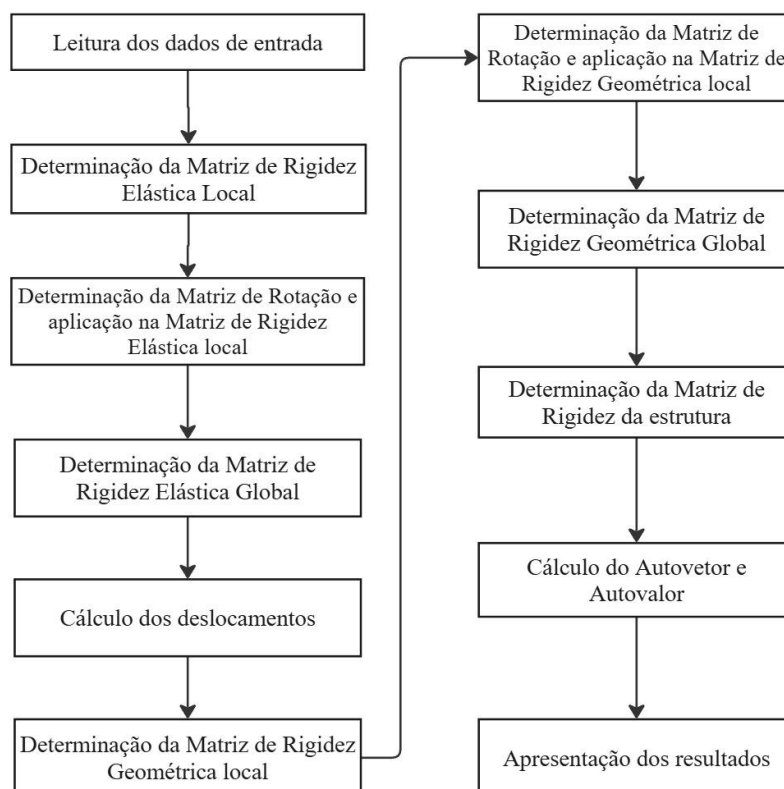 Leitura dos dados de entrada
Determinação da Matriz de Rigidez
Elástica Local
Determinação da Matriz de Rotação e
aplicação na Matriz de Rigidez
Elástica local
Determinação da Matriz de
Rigidez Elástica Global
Cálculo dos deslocamentos
Determinação da Matriz de Rigidez
Geométrica local
Determinação da Matriz de
Rotação e aplicação na Matriz de
Rigidez Geométrica local
Determinação da Matriz de
Rigidez Geométrica Global
Determinação da Matriz de
Rigidez da estrutura
Cálculo do Autovetor e
Autovalor
Apresentação dos resultados